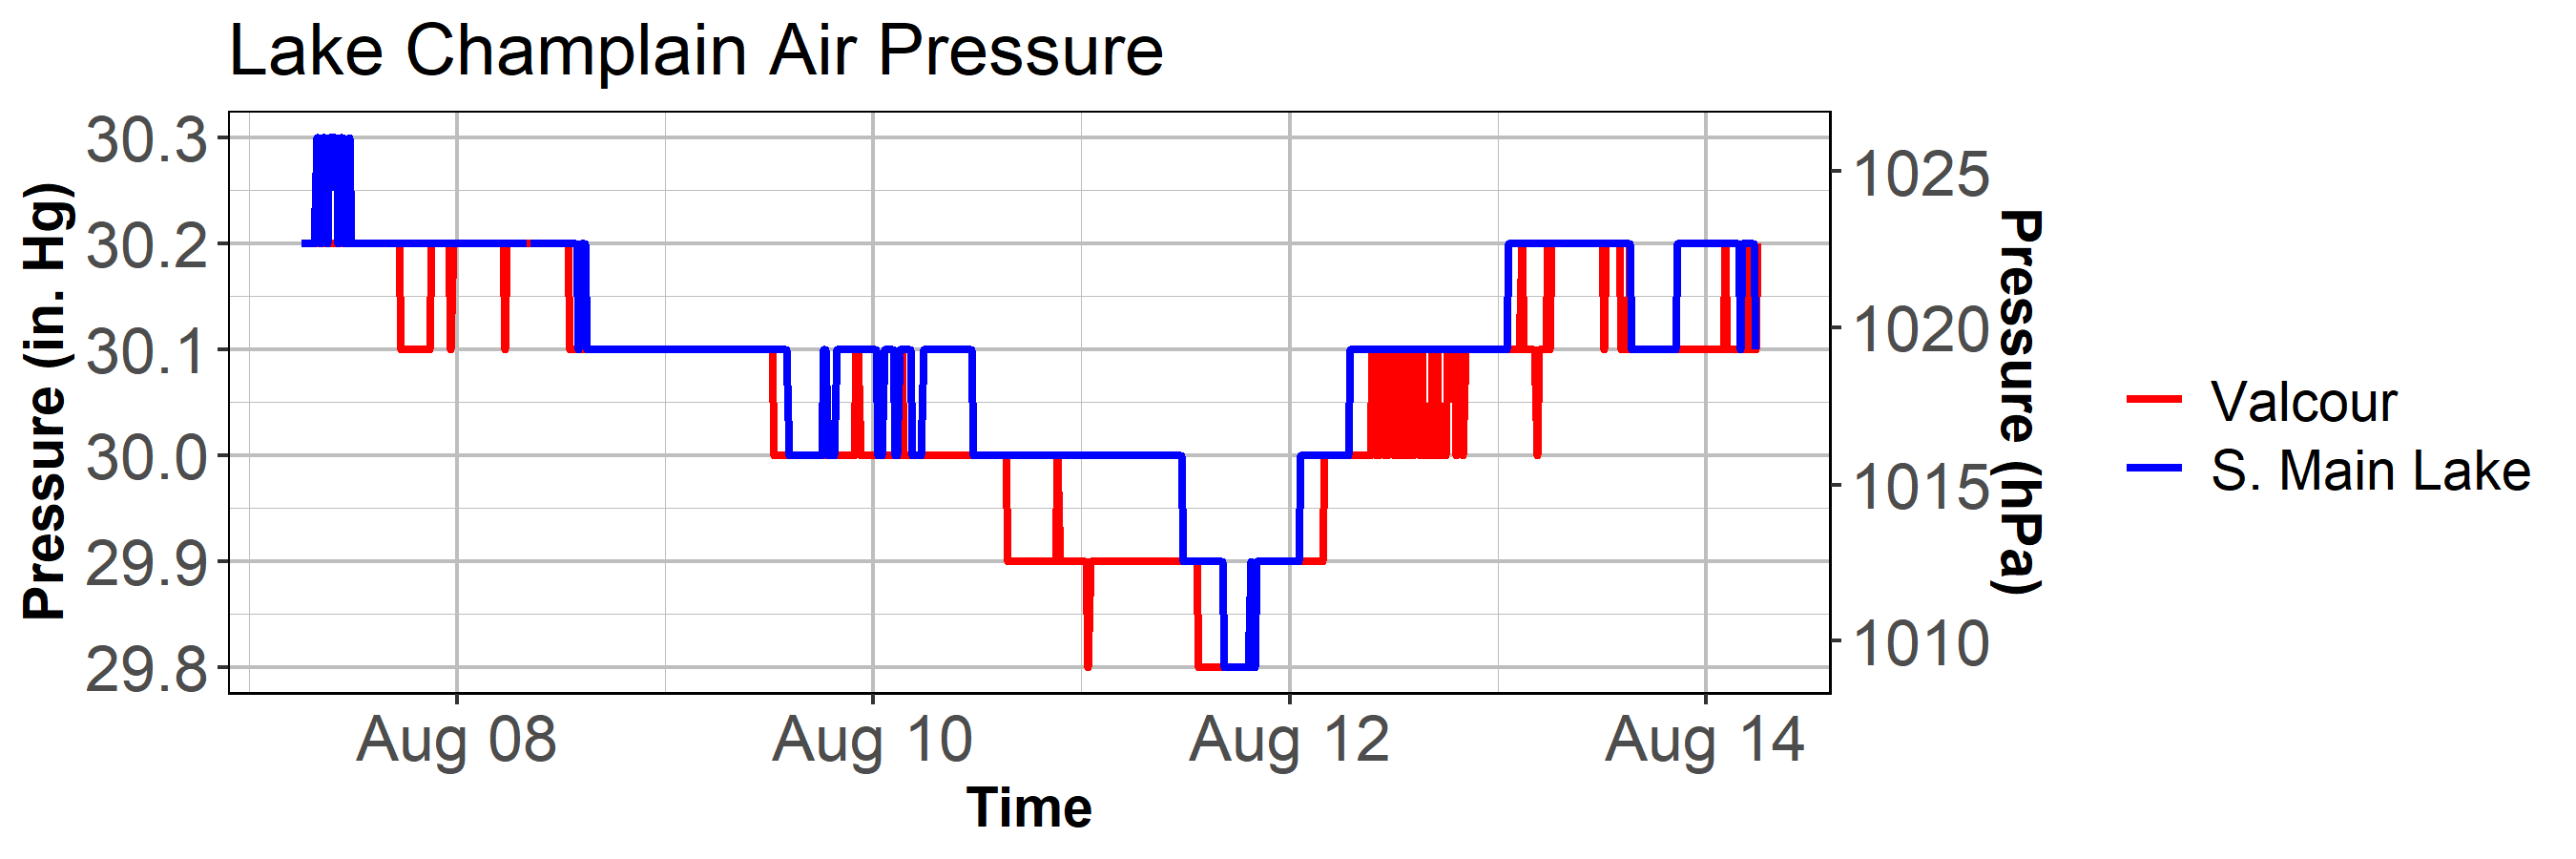 Lake Champlain Air Pressure
Pressure (in. Hg)
30.3
30.2
30.1
30.0
29.9
29.8
1025
1020
1015
1010
Pressure (hPa)
Aug 08 Aug 10 Aug 12 Aug 14
Time
Valcour
S. Main Lake